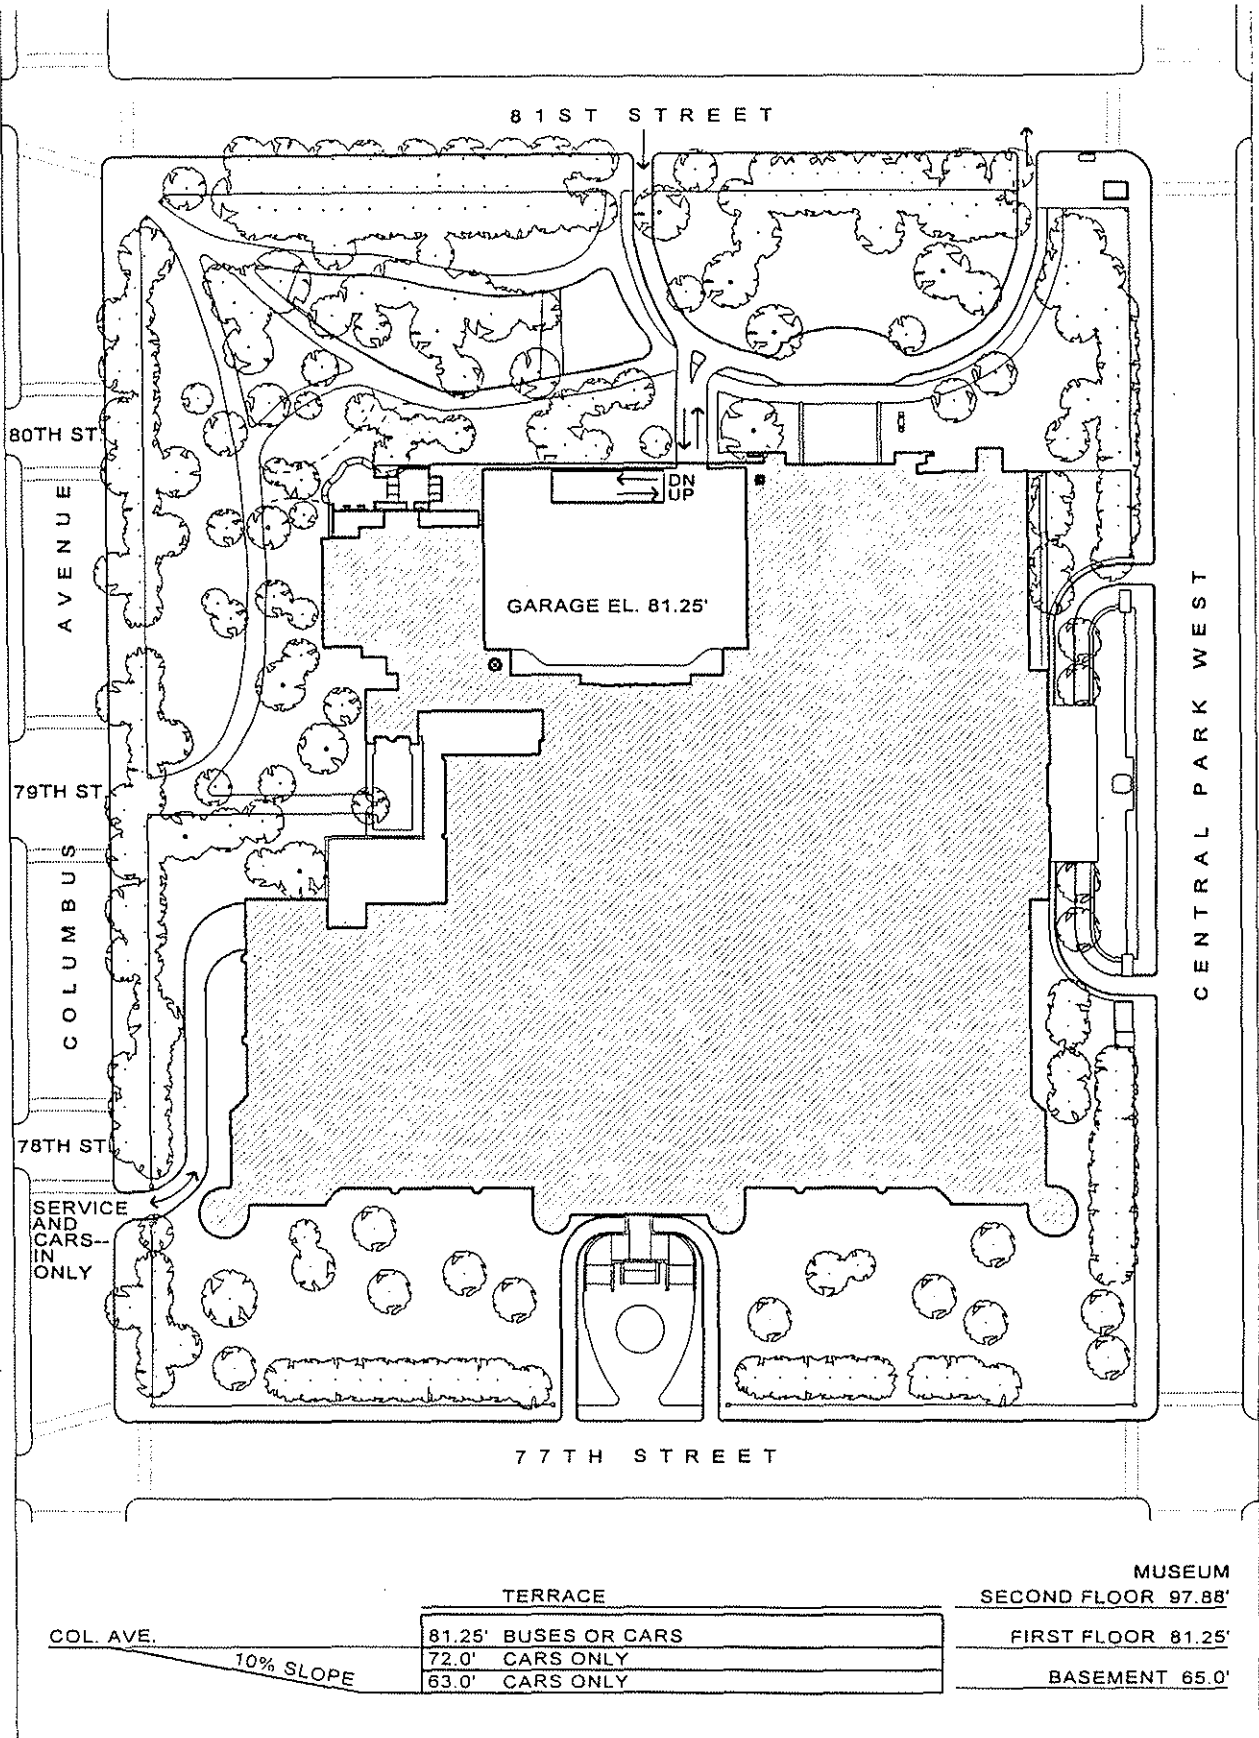 81ST STREET
80TH ST.
DN
UP
AVENUE
GARAGE EL. 81.25'
CENTRAL PARK WEST
79TH ST.
COLUMBUS
78TH ST.
SERVICE
AND
CARS--
IN
ONLY
77TH STREET
MUSEUM
TERRACE
SECOND FLOOR 97.88'
COL. AVE.
81.25' BUSES OR CARS
FIRST FLOOR 81.25'
10% SLOPE
72.0' CARS ONLY
63.0' CARS ONLY
BASEMENT 65.0'